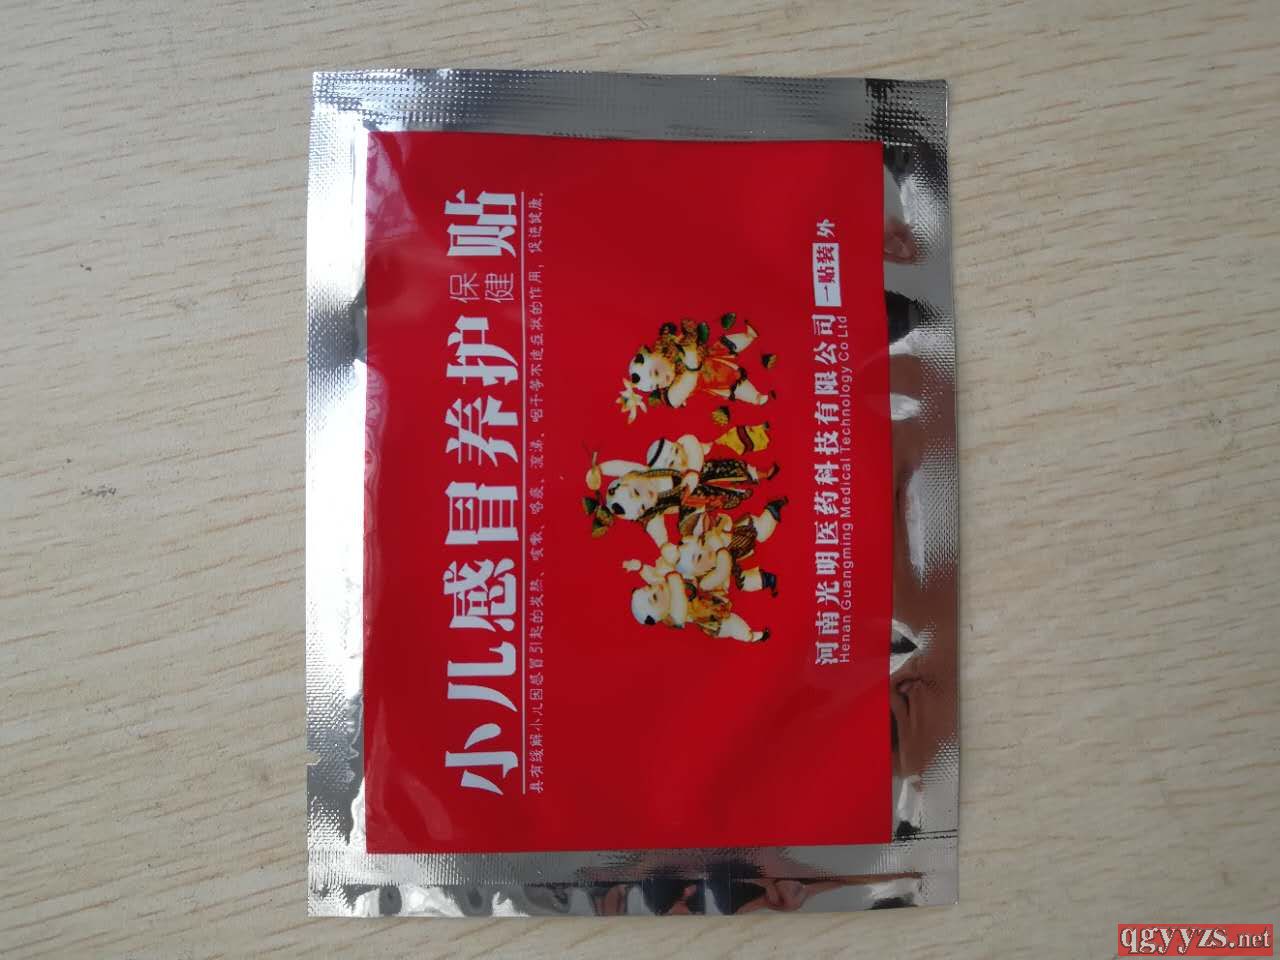 小儿感冒养护保健贴
具有缓解小儿因感冒引起的发热、咳嗽、咯痰、流涕、咽干等不适症状的作用，促进健康。
河南光明医药科技有限公司 一贴装 外
Henan Guangming Medical Technology Co Ltd
qgyyzs.net